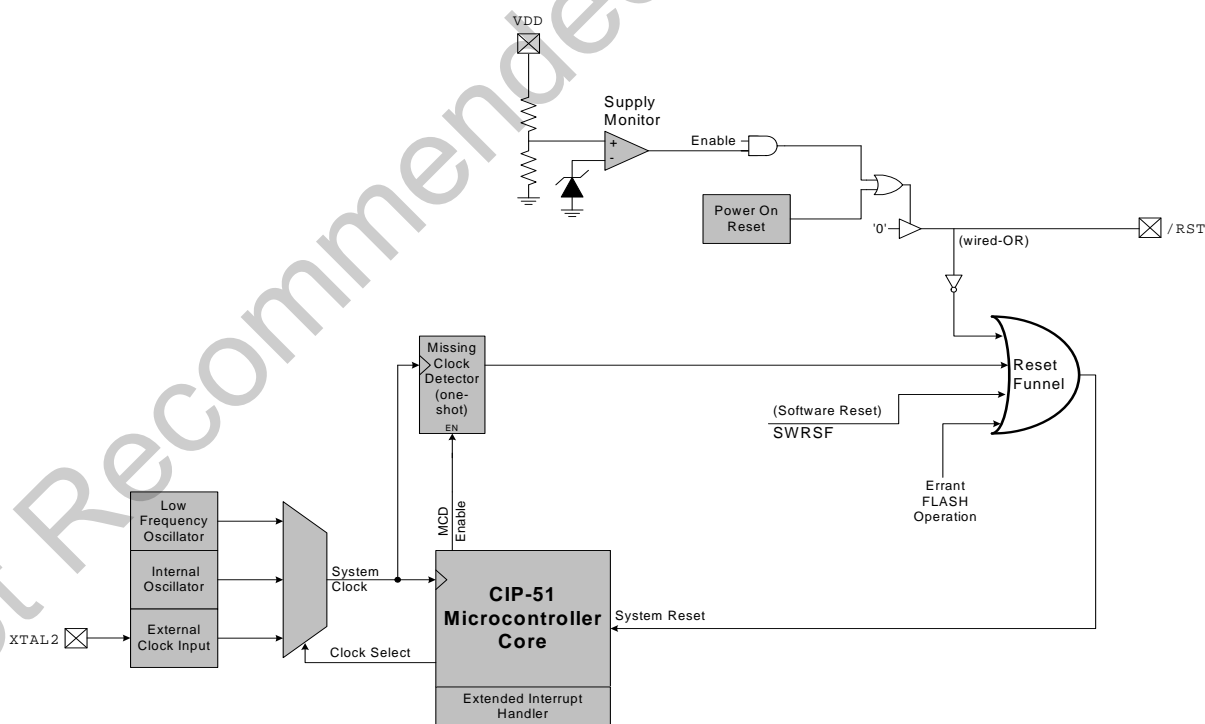 VDD
Supply
Monitor
+
-
Enable
Power On
Reset
'0'
(wired-OR)
/RST
Missing
Clock
Detector
(one-
shot)
EN
Reset
Funnel
(Software Reset)
SWRSF
Errant
FLASH
Operation
MCD
Enable
Low
Frequency
Oscillator
Internal
Oscillator
External
Clock Input
XTAL2
System
Clock
Clock Select
CIP-51
Microcontroller
Core
System Reset
Extended Interrupt
Handler
Recommended